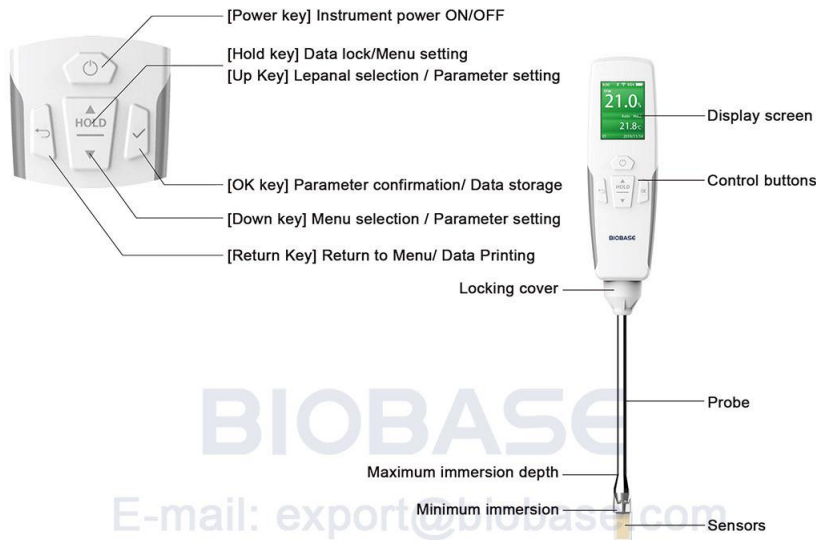 [Power key] Instrument power ON/OFF
[Hold key] Data lock/Menu setting
[Up Key] Lepanal selection / Parameter setting
HOLD
[OK key] Parameter confirmation/ Data storage
[Down key] Menu selection / Parameter setting
[Return Key] Return to Menu/ Data Printing
21.0
21.8
Display screen
HOLD
Control buttons
BIOBASE
Locking cover
BIOBASE
Probe
Maximum immersion depth
Minimum immersion
E-mail: export@biobase.com
Sensors